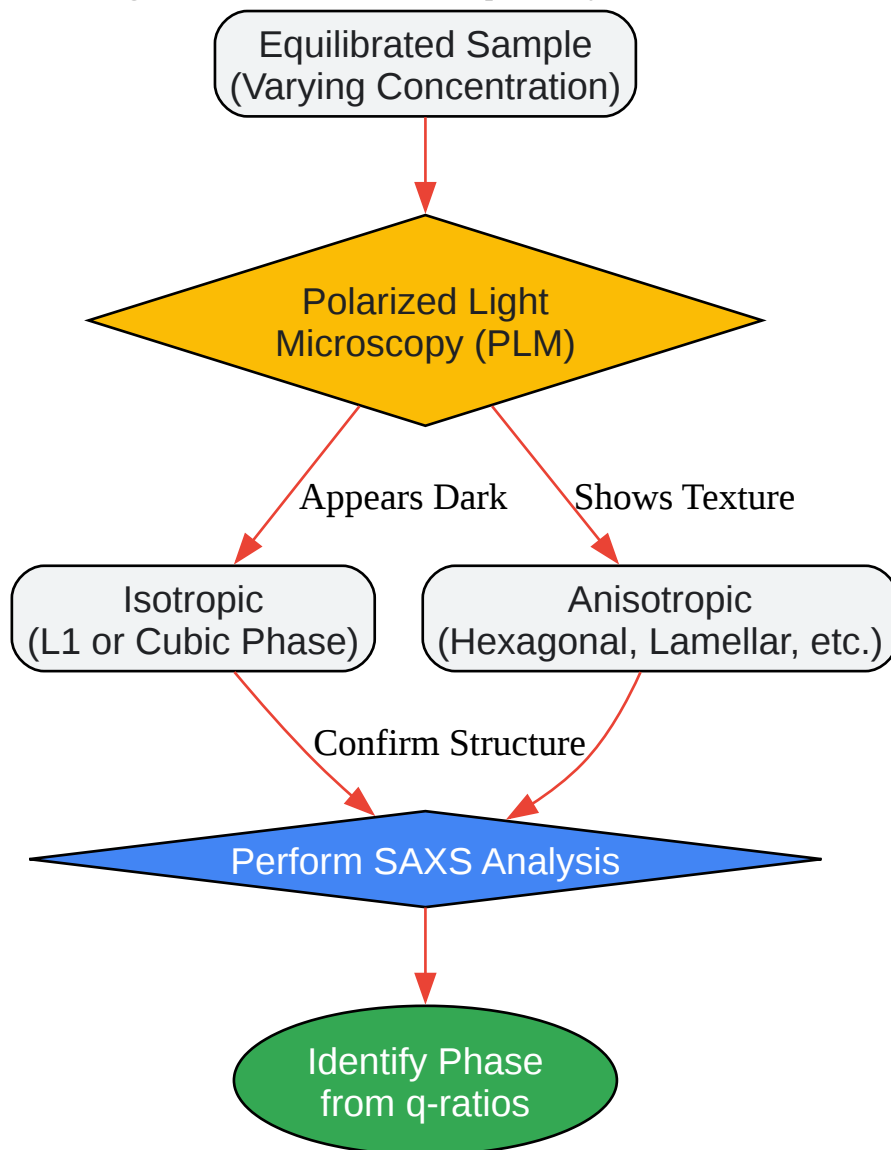 Equilibrated Sample
(Varying Concentration)
Polarized Light
Microscopy (PLM)
Appears Dark
Shows Texture
Isotropic
(L1 or Cubic Phase)
Anisotropic
(Hexagonal, Lamellar, etc.)
Confirm Structure
Perform SAXS Analysis
Identify Phase
from q-ratios